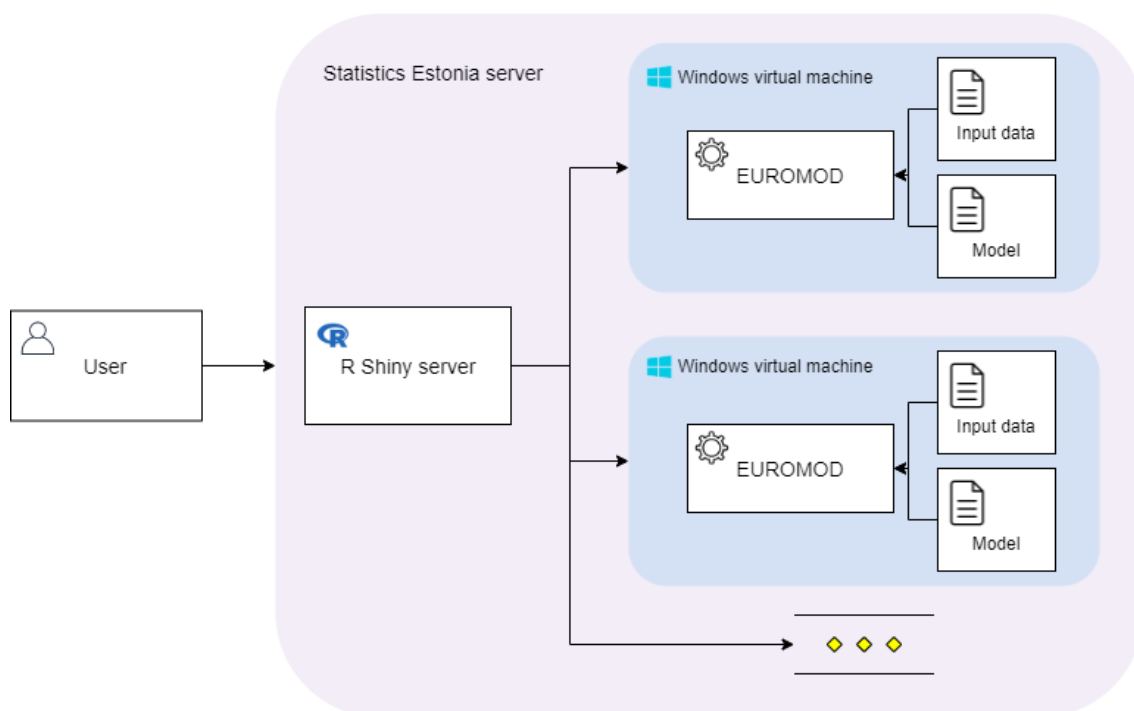 Statistics Estonia server
Windows virtual machine
Input data
EUROMOD
Model
User
R Shiny server
Windows virtual machine
Input data
EUROMOD
Model